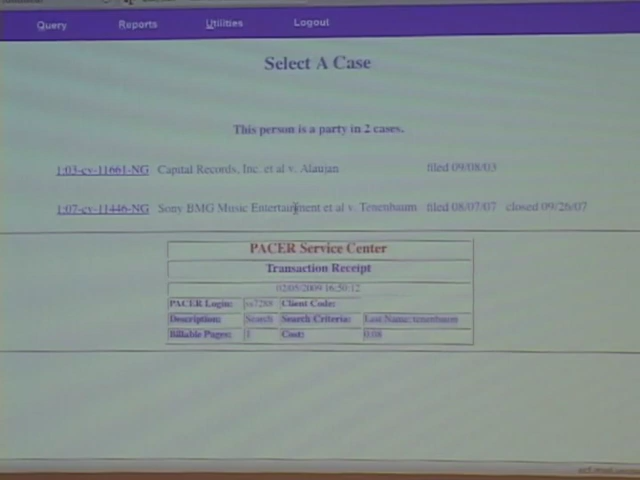 Query Reports Utilities Logout
Select A Case
This person is a party in 2 cases.
1:03-cv-11661-NG Capital Records, Inc. et al v. Alaujan filed 09/08/03
1:07-cv-11446-NG Sony BMG Music Entertainment et al v. Tenenbaum filed 08/07/07 closed 09/26/07
PACER Service Center
Transaction Receipt
02/05/2009 16:50:12
PACER Login: Client Code:
Description: Search Search Criteria: Last Name: tenenbaum
Billable Pages: 1 Cost: 0.08